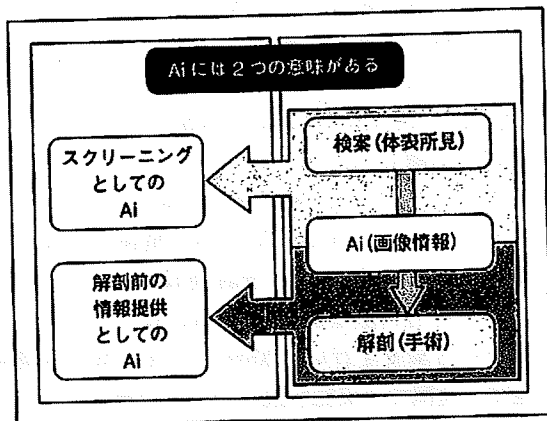 Aiには2つの意味がある
スクリーニング
としての
Ai
解剖前の
情報提供
としての
Ai
検案(体表所見)
Ai(画像情報)
解剖(手術)